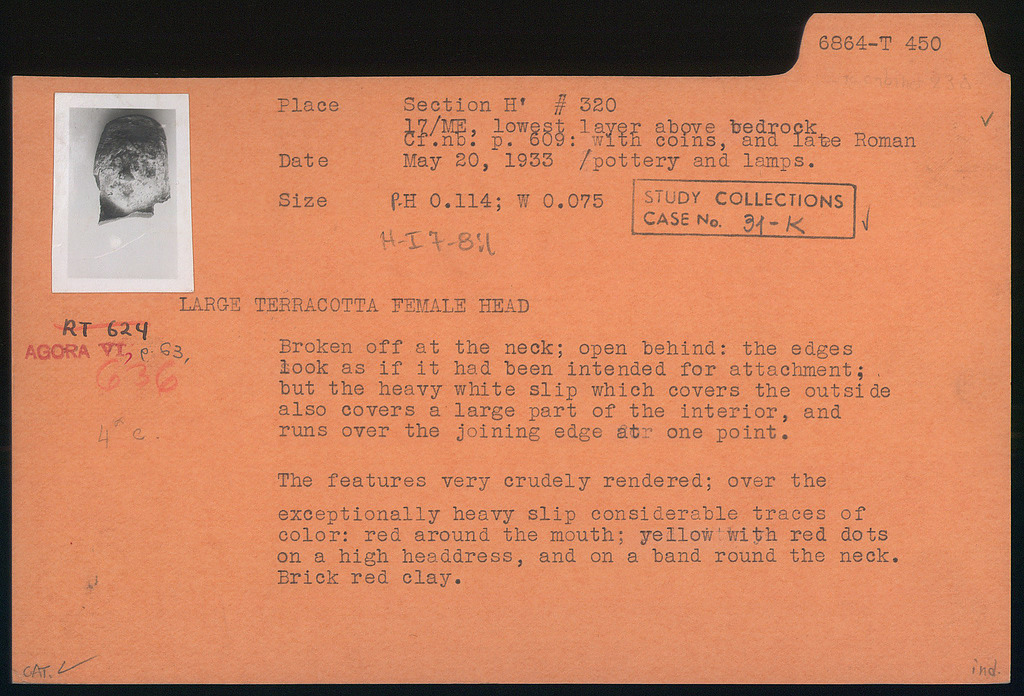 6864-T 450
Place Section H' # 320
17/ME, lowest layer above bedrock
Cf.nb. p. 609: with coins, and late Roman
Date May 20, 1933 /pottery and lamps.
Size P.H 0.114; W 0.075
STUDY COLLECTIONS
CASE No. 31-K
LARGE TERRACOTTA FEMALE HEAD
RT 624
AGORA VI, p. 63,
636
4 c.
Broken off at the neck; open behind: the edges
look as if it had been intended for attachment;
but the heavy white slip which covers the outside
also covers a large part of the interior, and
runs over the joining edge at one point.
The features very crudely rendered; over the
exceptionally heavy slip considerable traces of
color: red around the mouth; yellow with red dots
on a high headdress, and on a band round the neck.
Brick red clay.
CAT.
ind.